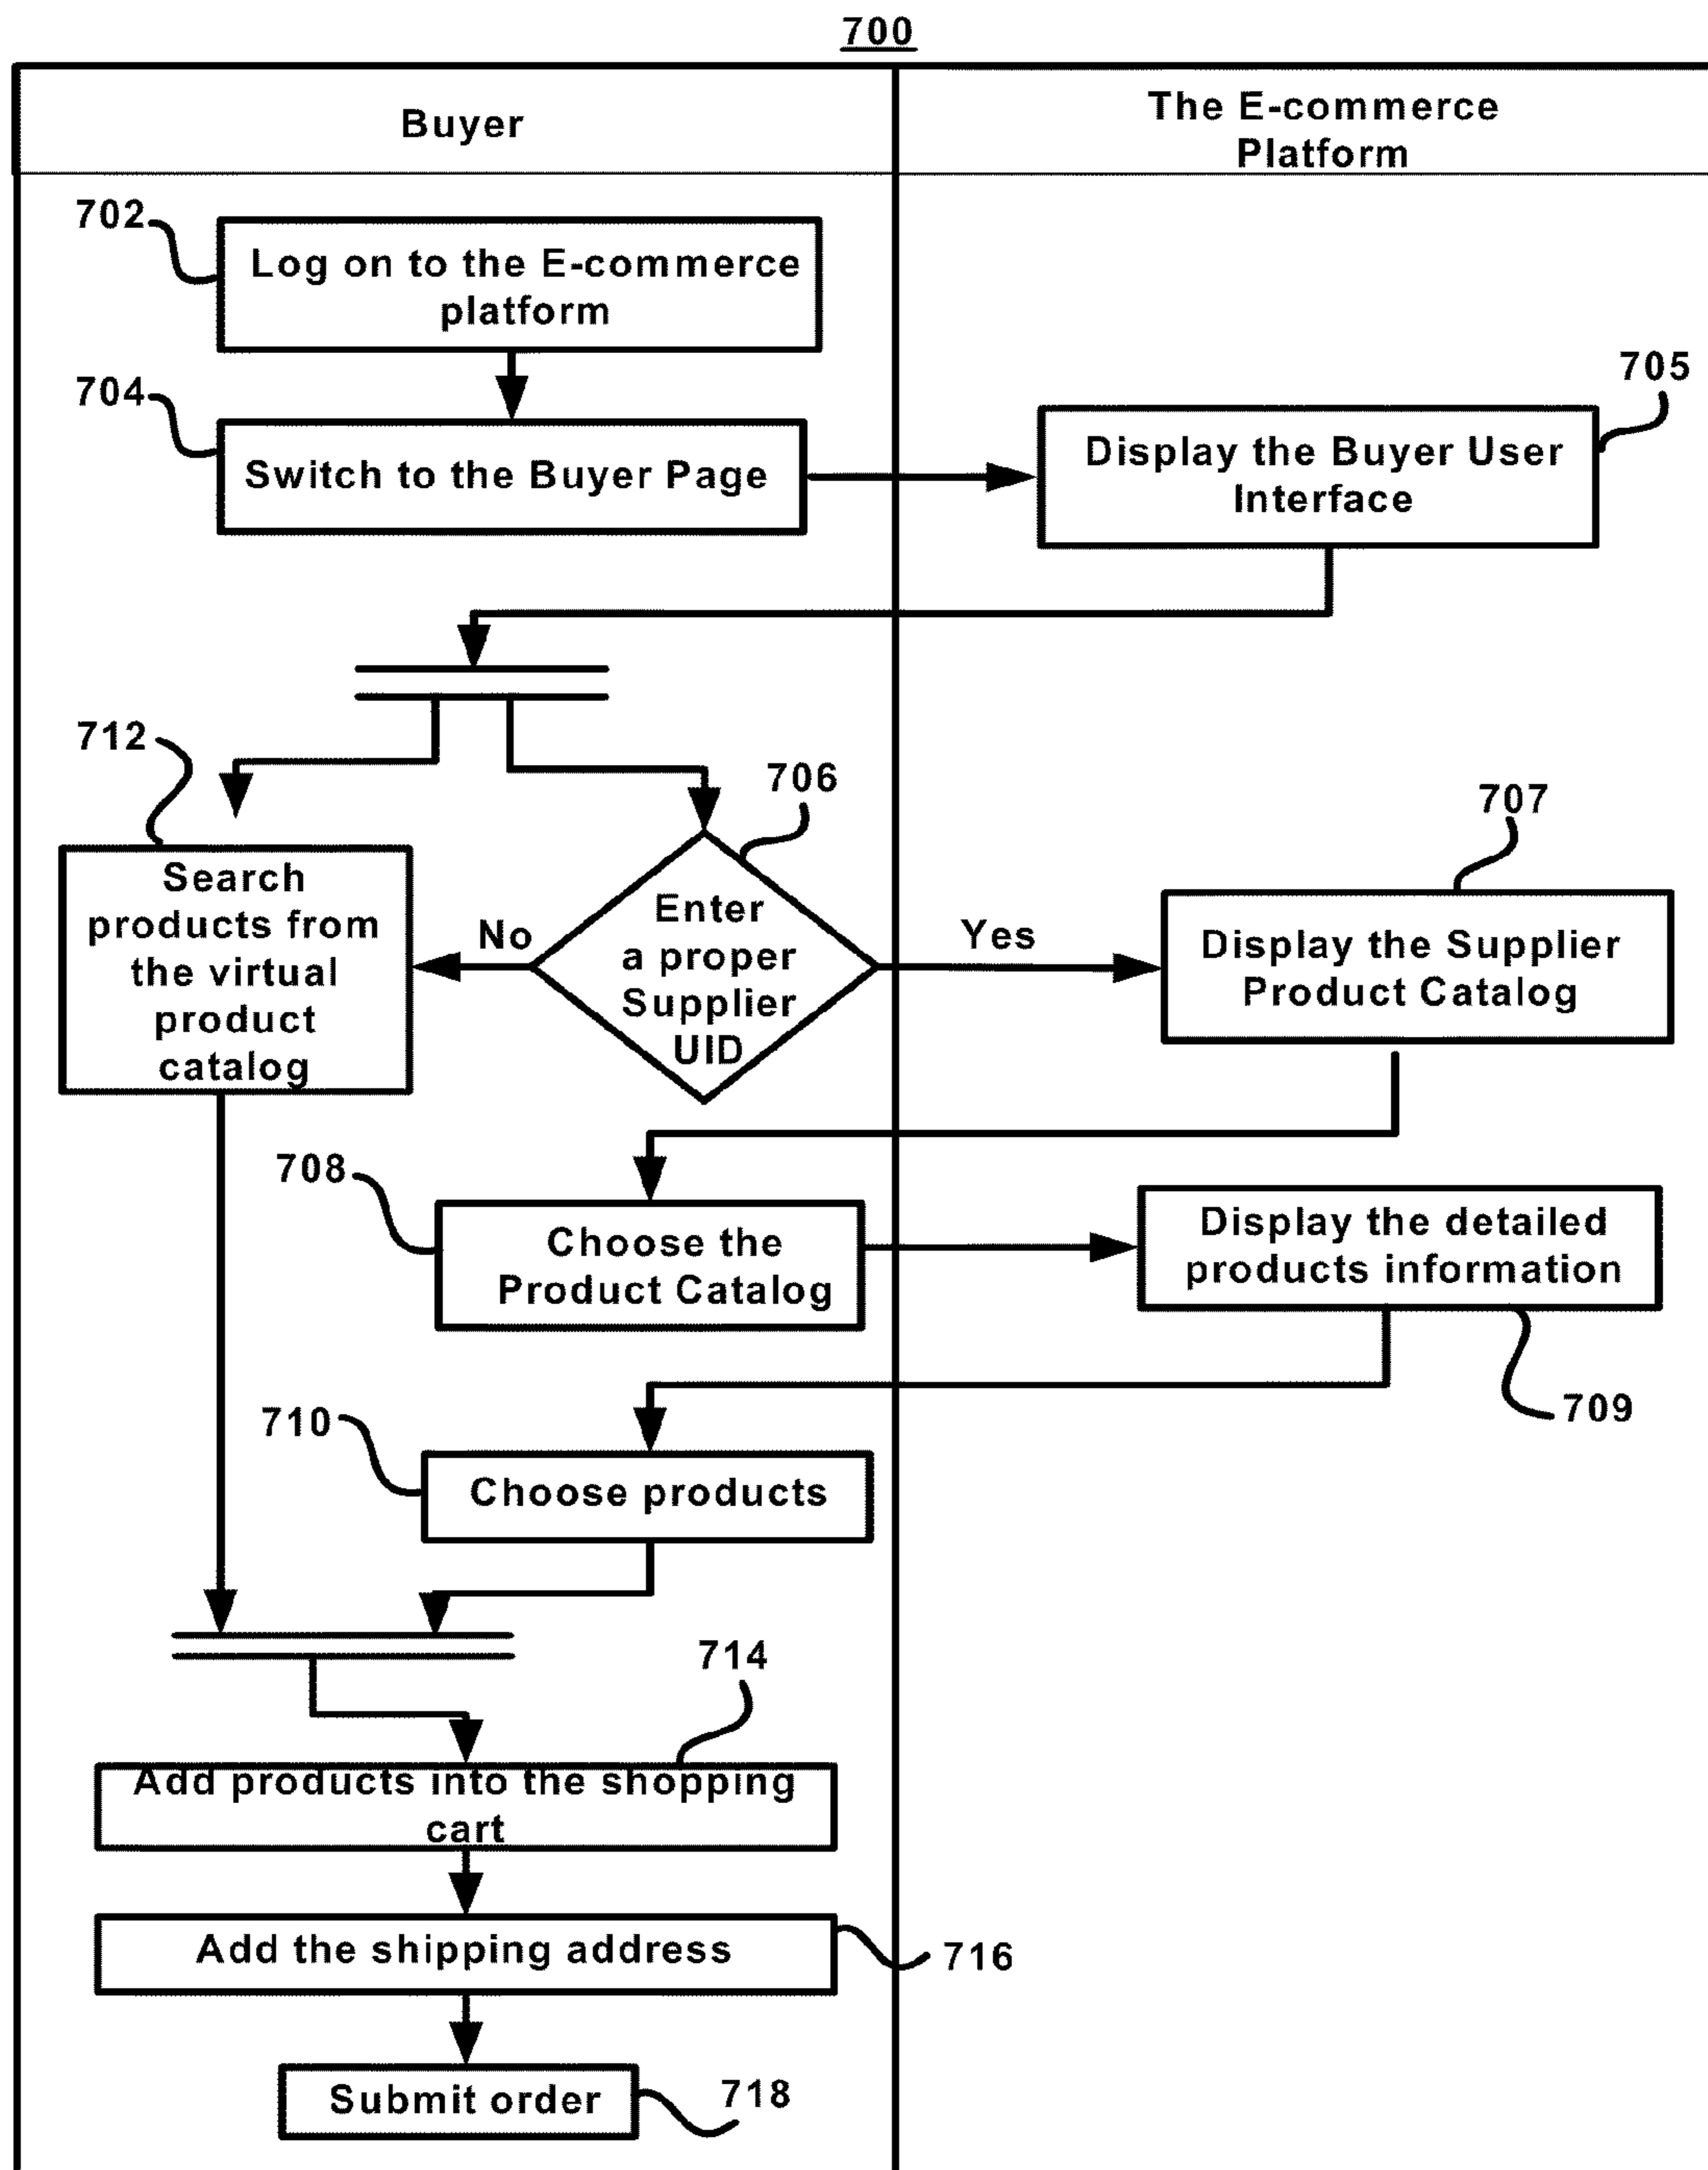 700
Buyer
The E-commerce
Platform
702
Log on to the E-commerce
platform
704
Switch to the Buyer Page
705
Display the Buyer User
Interface
712
Search
products from
the virtual
product
catalog
706
No
Enter
a proper
Supplier
UID
Yes
707
Display the Supplier
Product Catalog
708
Choose the
Product Catalog
Display the detailed
products information
709
710
Choose products
714
Add products into the shopping
cart
Add the shipping address
716
Submit order
718